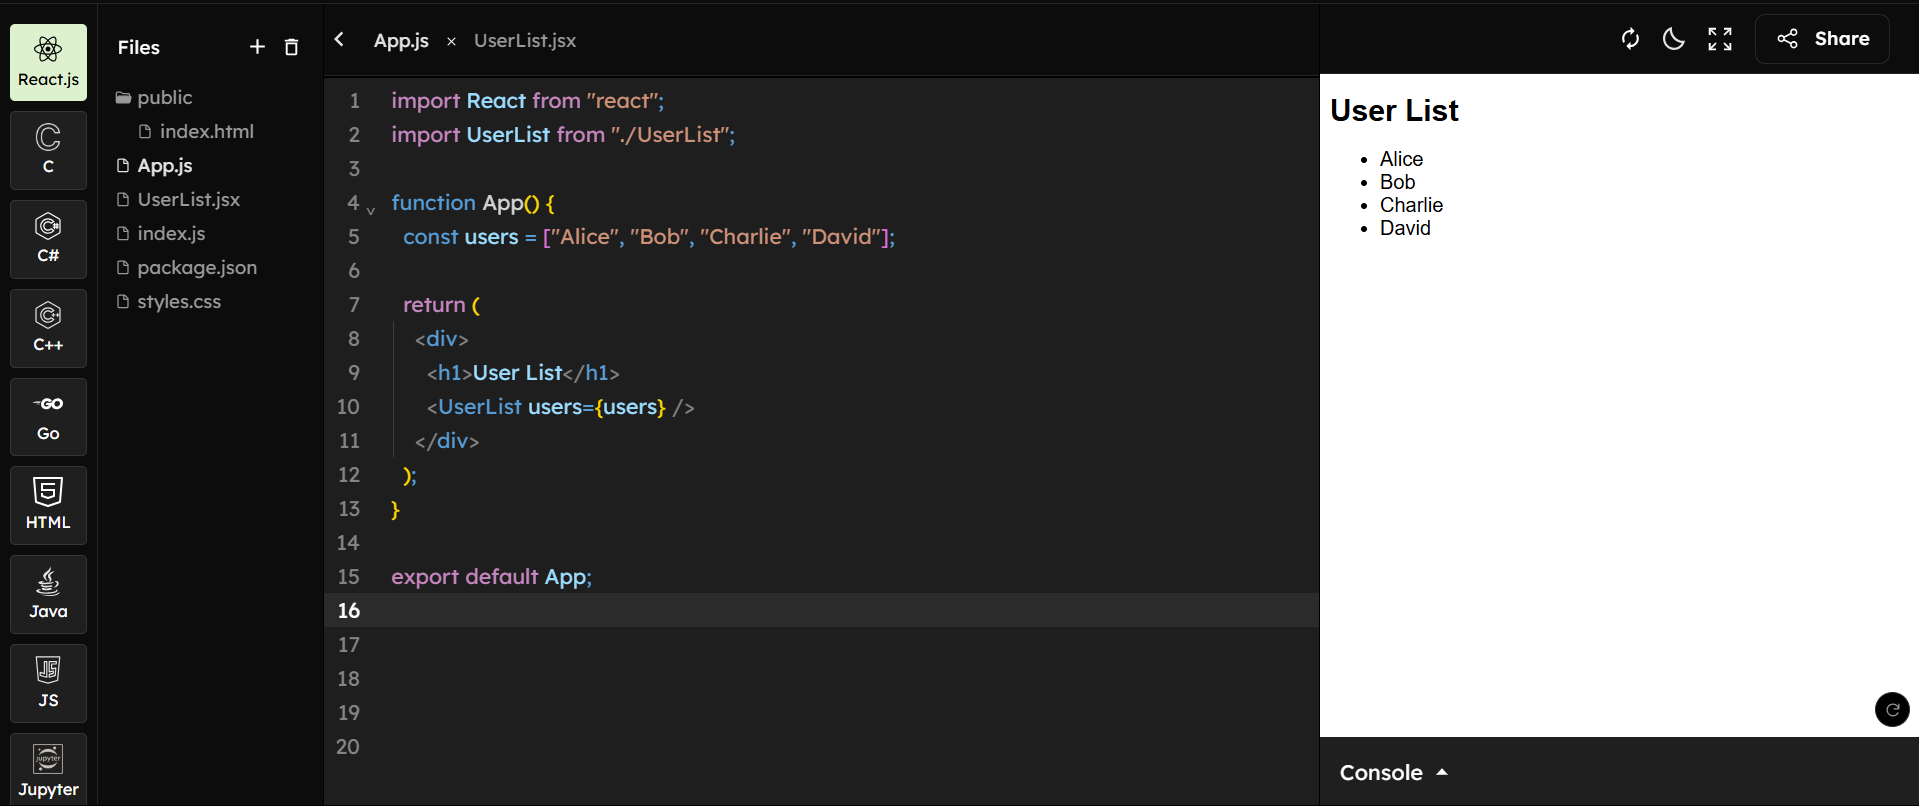 React.js
C
C#
C++
GO
Go
HTML
Java
JS
Jupyter
Files
public
index.html
App.js
UserList.jsx
index.js
package.json
styles.css
App.js × UserList.jsx
1 import React from "react";
2 import UserList from "./UserList";
3
4 function App() {
5 const users = ["Alice", "Bob", "Charlie", "David"];
6
7 return (
8 <div>
9 <h1>User List</h1>
10 <UserList users={users} />
11 </div>
12 );
13 }
14
15 export default App;
16
17
18
19
20
Share
User List
• Alice
• Bob
• Charlie
• David
Console